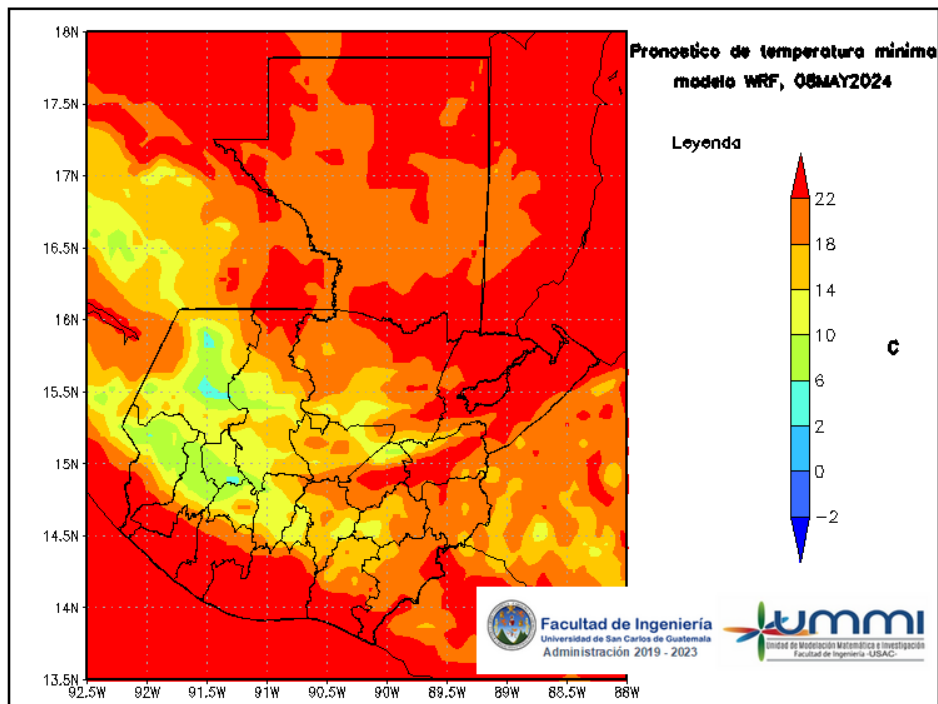 Pronostico de temperatura minima
modelo WRF, 08MAY2024
Leyenda
22
18
14
10
6
2
0
−2
C
18N
17.5N
17N
16.5N
16N
15.5N
15N
14.5N
14N
13.5N
92.5W 92W 91.5W 91W 90.5W 90W 89.5W 89W 88.5W 88W
Facultad de Ingeniería
Universidad de San Carlos de Guatemala
Administración 2019 - 2023
ummi
Unidad de Modelación Matemática e Investigación
Facultad de Ingeniería -USAC-